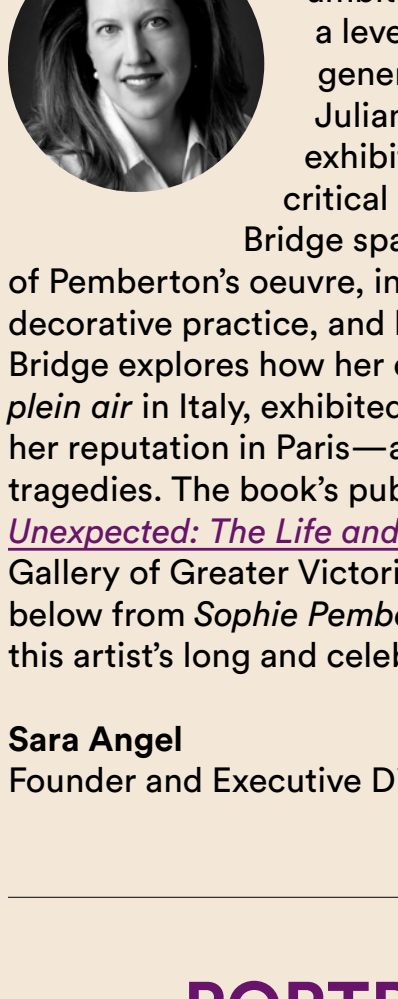 a
Julian
exhibi
critical
Bridge spa
of Pemberton’s oeuvre, in
decorative practice, and
Bridge explores how her
plein air in Italy, exhibited
her reputation in Paris—a
tragedies. The book’s pub
Unexpected: The Life and
Gallery of Greater Victori
below from Sophie Pembe
this artist’s long and celeb
Sara Angel
Founder and Executive Di
PORTR